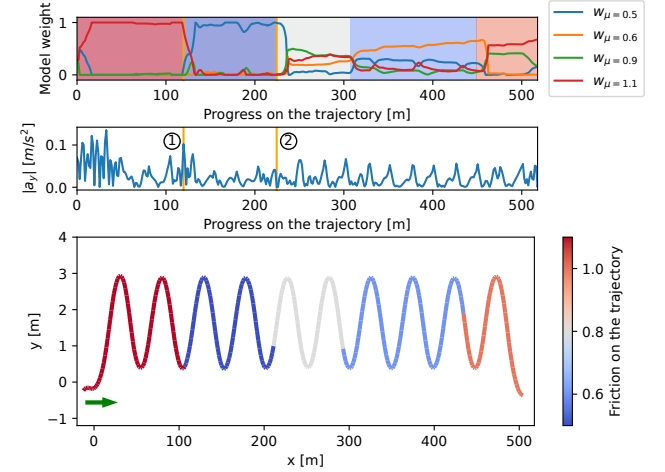 Model weight
1
0
0 100 200 300 400 500
Progress on the trajectory [m]
w_{μ = 0.5}
w_{μ = 0.6}
w_{μ = 0.9}
w_{μ = 1.1}
|a_y| [m/s^2]
0.1
0.0
1
2
0 100 200 300 400 500
Progress on the trajectory [m]
y [m]
4
3
2
1
0
−1
0 100 200 300 400 500
x [m]
1.0
0.8
0.6
Friction on the trajectory